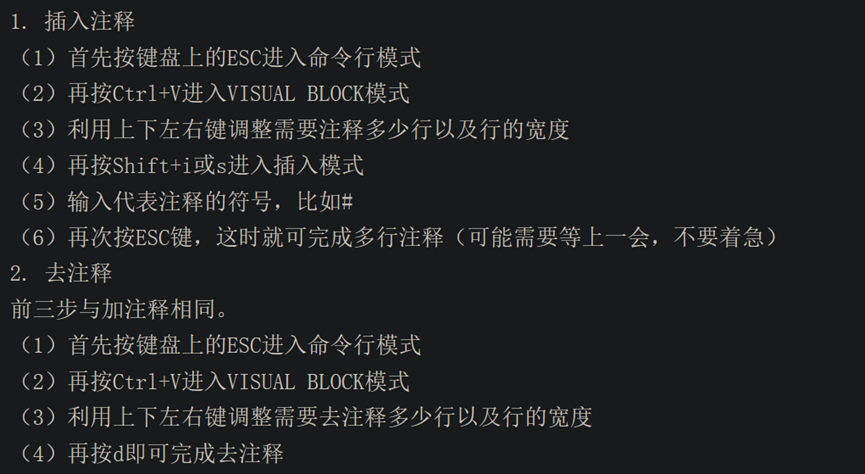 1. 插入注释
（1）首先按键盘上的ESC进入命令行模式
（2）再按Ctrl+V进入VISUAL BLOCK模式
（3）利用上下左右键调整需要注释多少行以及行的宽度
（4）再按Shift+i或s进入插入模式
（5）输入代表注释的符号，比如#
（6）再次按ESC键，这时就可完成多行注释（可能需要等上一会，不要着急）
2. 去注释
前三步与加注释相同。
（1）首先按键盘上的ESC进入命令行模式
（2）再按Ctrl+V进入VISUAL BLOCK模式
（3）利用上下左右键调整需要去注释多少行以及行的宽度
（4）再按d即可完成去注释